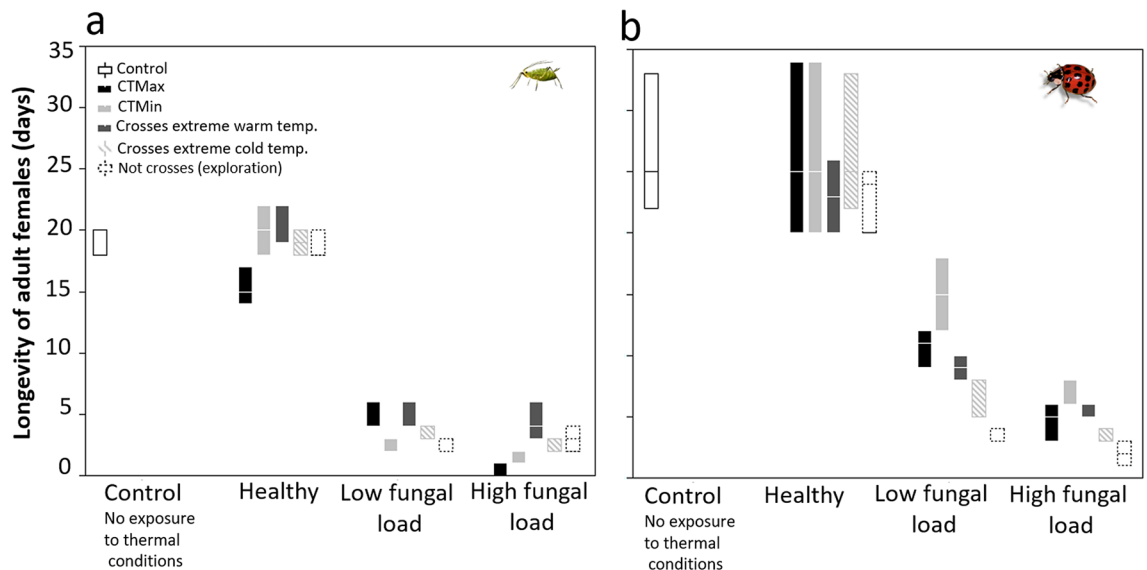 a
b
Longevity of adult females (days)
35
30
25
20
15
10
5
0
Control
CTMax
CTMin
Crosses extreme warm temp.
Crosses extreme cold temp.
Not crosses (exploration)
Control
No exposure
to thermal
conditions
Healthy
Low fungal
load
High fungal
load
Control
No exposure
to thermal
conditions
Healthy
Low fungal
load
High fungal
load